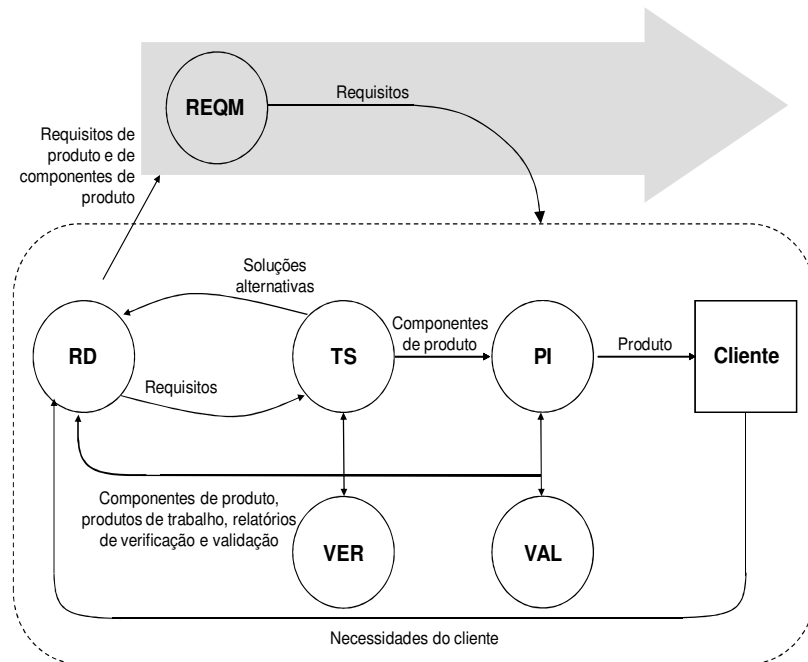 REQM
Requisitos
Requisitos de
produto e de
componentes de
produto
Soluções
alternativas
RD
TS
Componentes
de produto
PI
Produto
Cliente
Requisitos
Componentes de produto,
produtos de trabalho, relatórios
de verificação e validação
VER
VAL
Necessidades do cliente